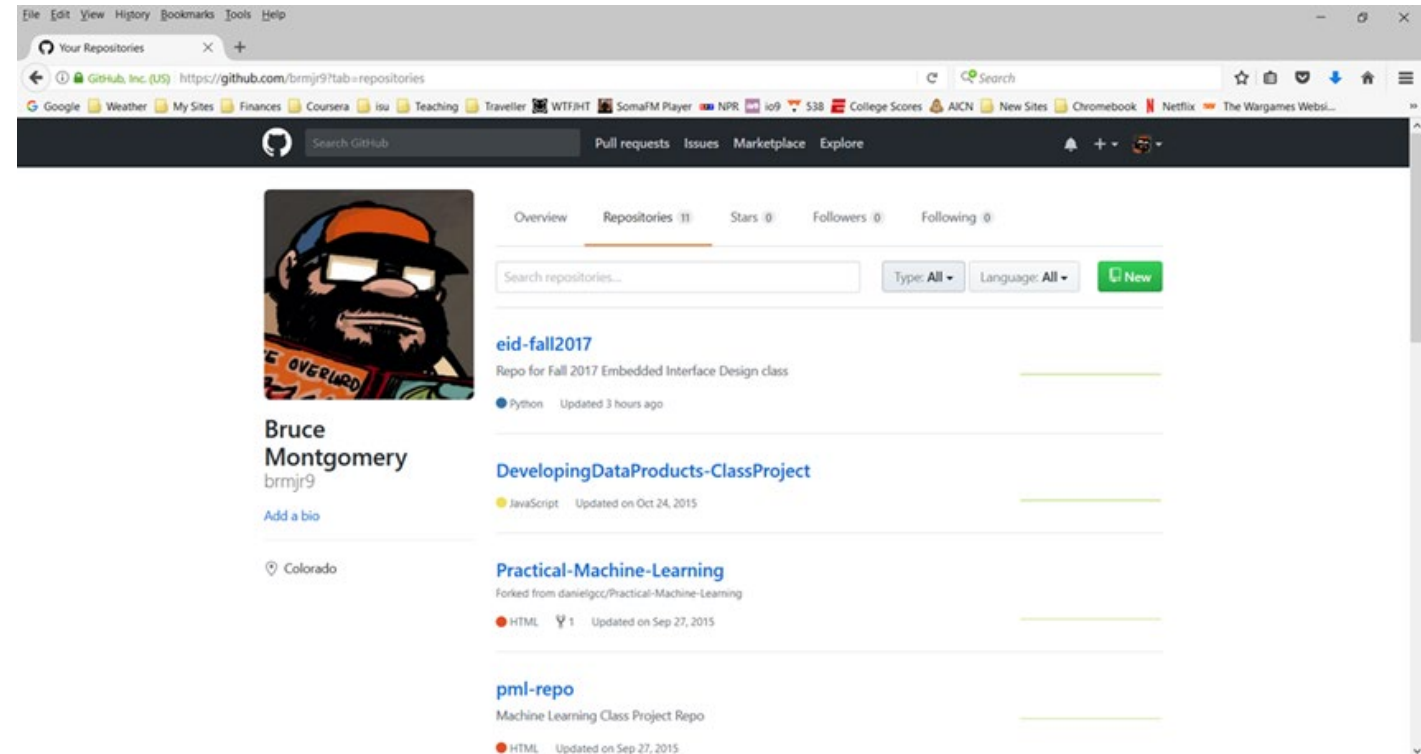 File Edit View History Bookmarks Tools Help
Your Repositories
GitHub, Inc. (US) https://github.com/brmjr9?tab=repositories Search
Google Weather My Sites Finances Coursera isu Teaching Traveller WTFJHT SomaFM Player NPR io9 538 College Scores AICN New Sites Chromebook Netflix The Wargames Websi...
Search GitHub Pull requests Issues Marketplace Explore
Overview Repositories 11 Stars 0 Followers 0 Following 0
Search repositories... Type: All Language: All New
OVERLORD
Bruce
Montgomery
brmjr9
Add a bio
Colorado
eid-fall2017
Repo for Fall 2017 Embedded Interface Design class
Python Updated 3 hours ago
DevelopingDataProducts-ClassProject
JavaScript Updated on Oct 24, 2015
Practical-Machine-Learning
Forked from danielgcc/Practical-Machine-Learning
HTML 1 Updated on Sep 27, 2015
pml-repo
Machine Learning Class Project Repo
HTML Updated on Sep 27, 2015